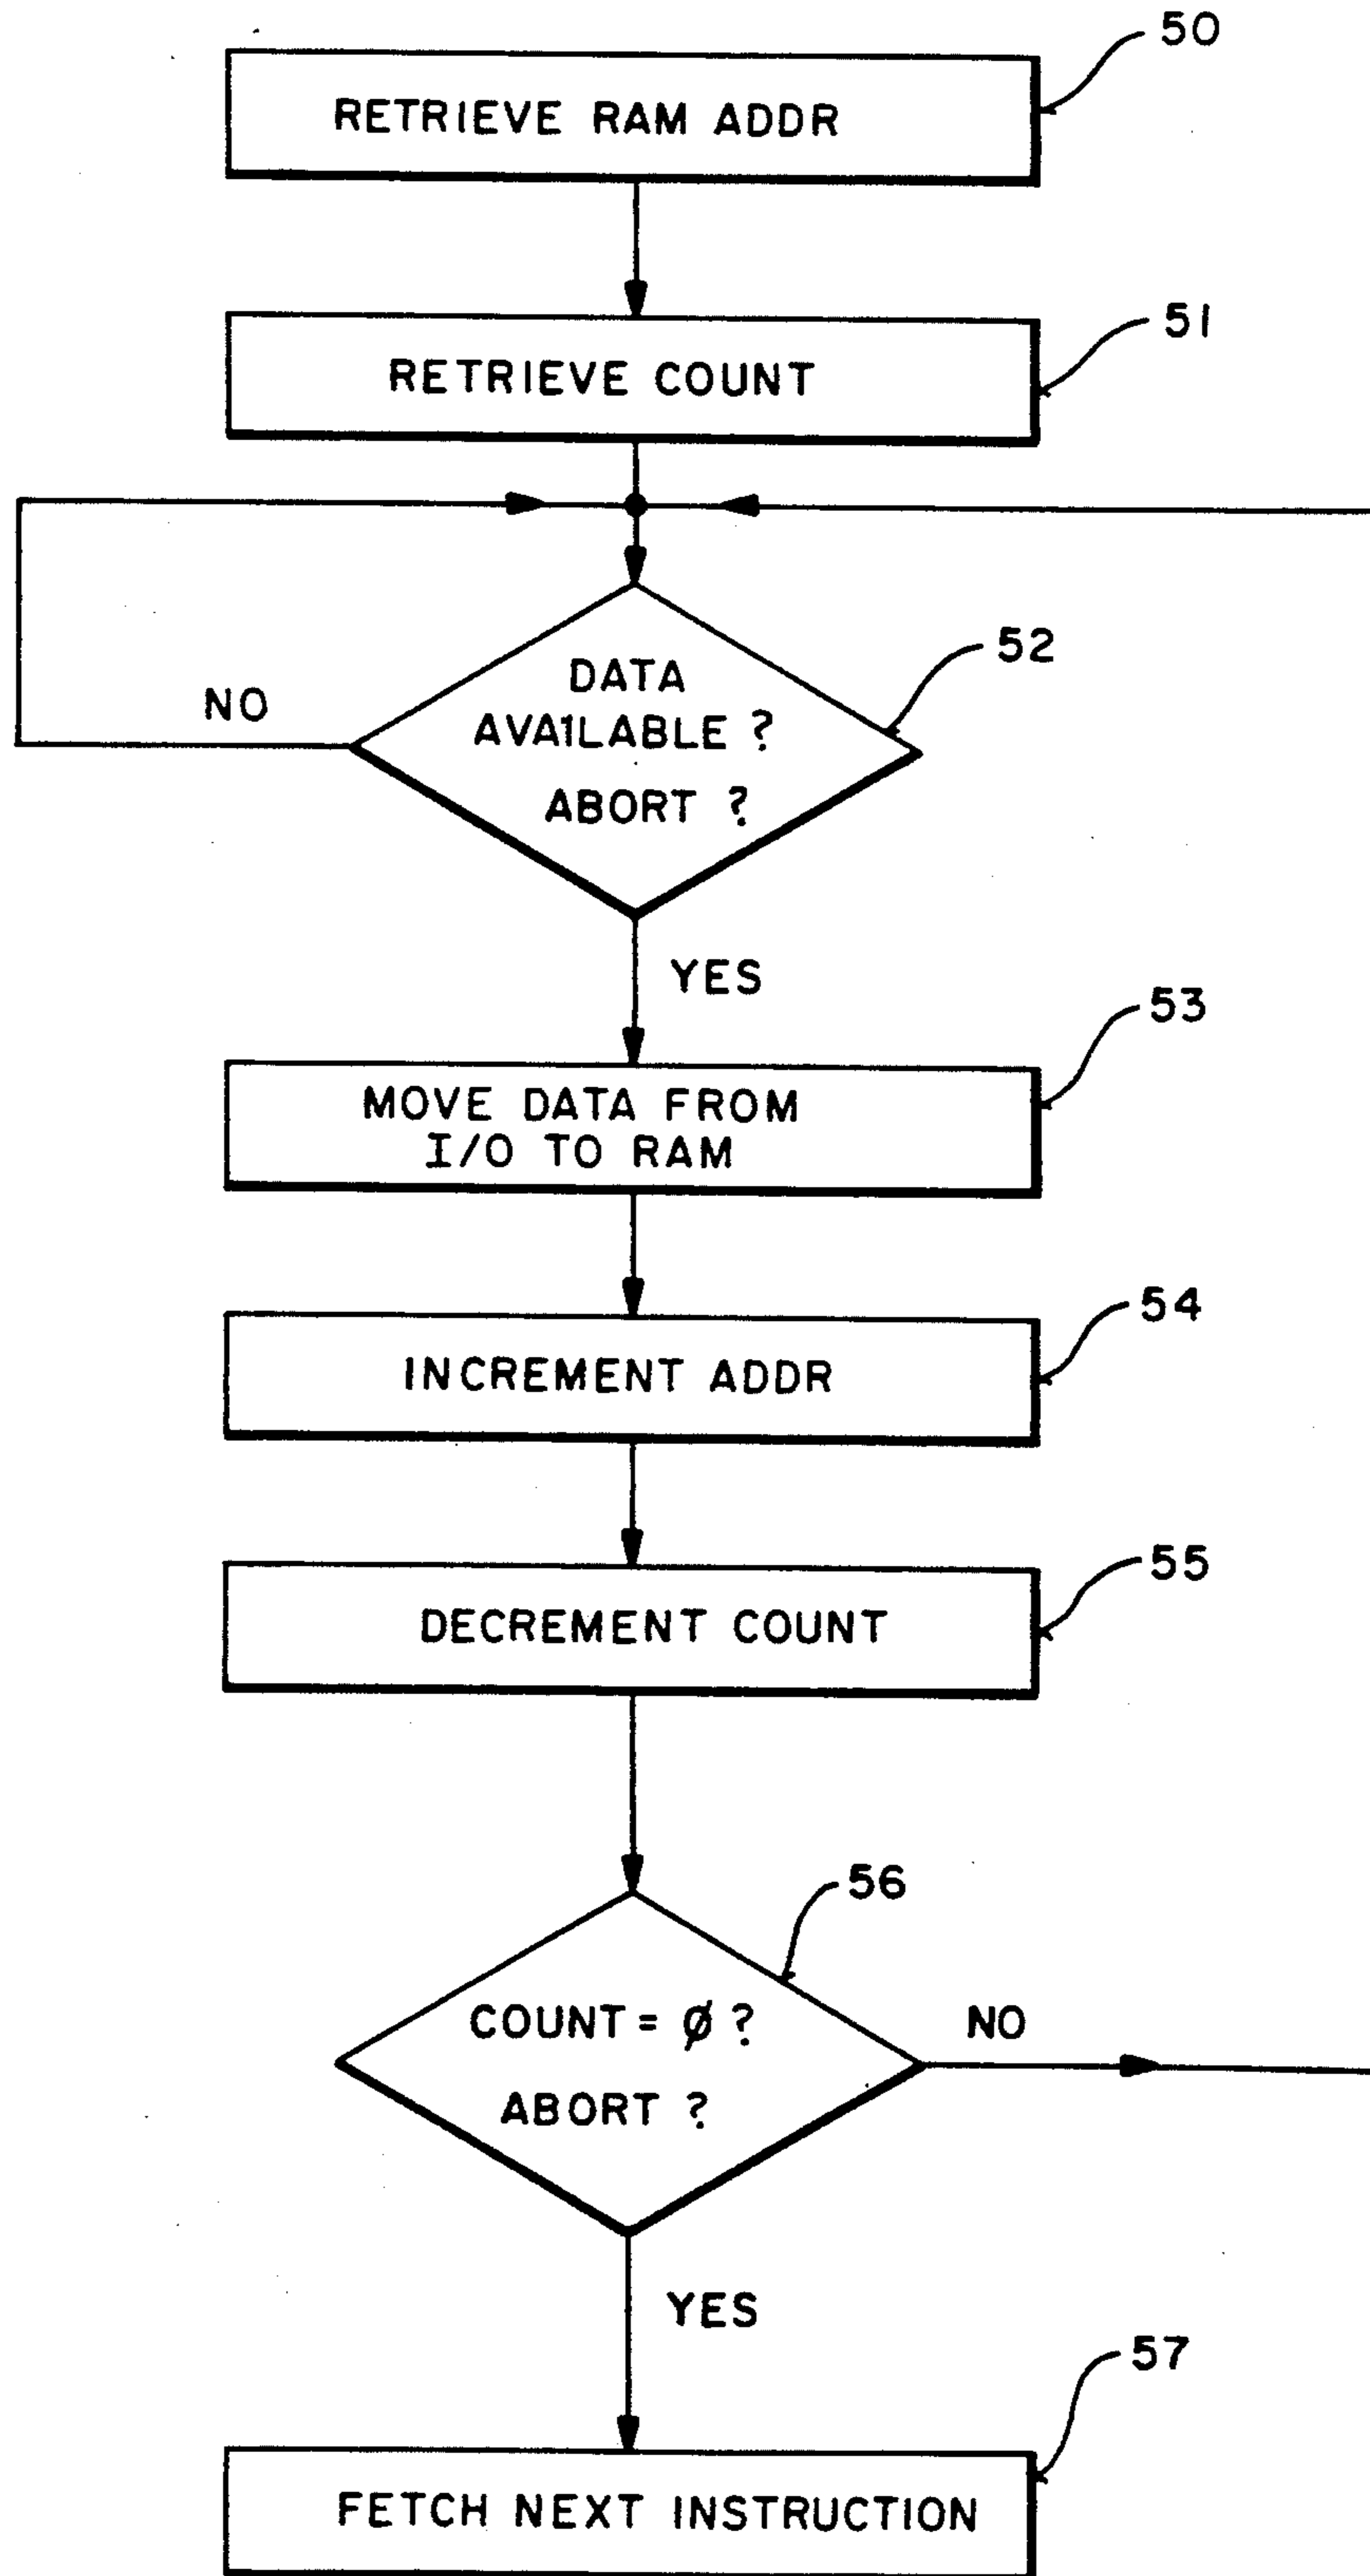 50
RETRIEVE RAM ADDR
51
RETRIEVE COUNT
52
DATA
AVAILABLE ?
ABORT ?
NO
YES
53
MOVE DATA FROM
I/O TO RAM
54
INCREMENT ADDR
55
DECREMENT COUNT
56
COUNT = Ø ?
ABORT ?
NO
YES
57
FETCH NEXT INSTRUCTION